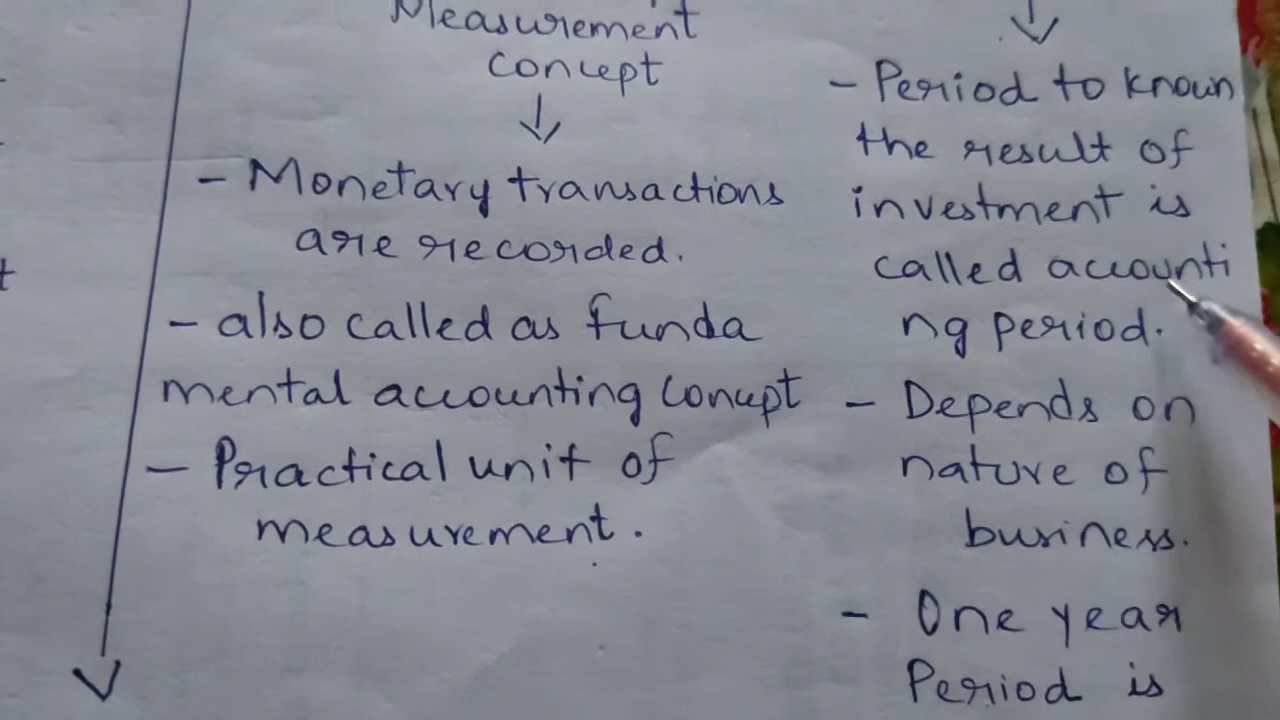 Measurement
concept
- Monetary transactions
are recorded.
- also called as funda
mental accounting concept
- Practical unit of
measurement.
- Period to known
the result of
investment is
called accounti
ng period.
- Depends on
nature of
business.
- One year
Period is